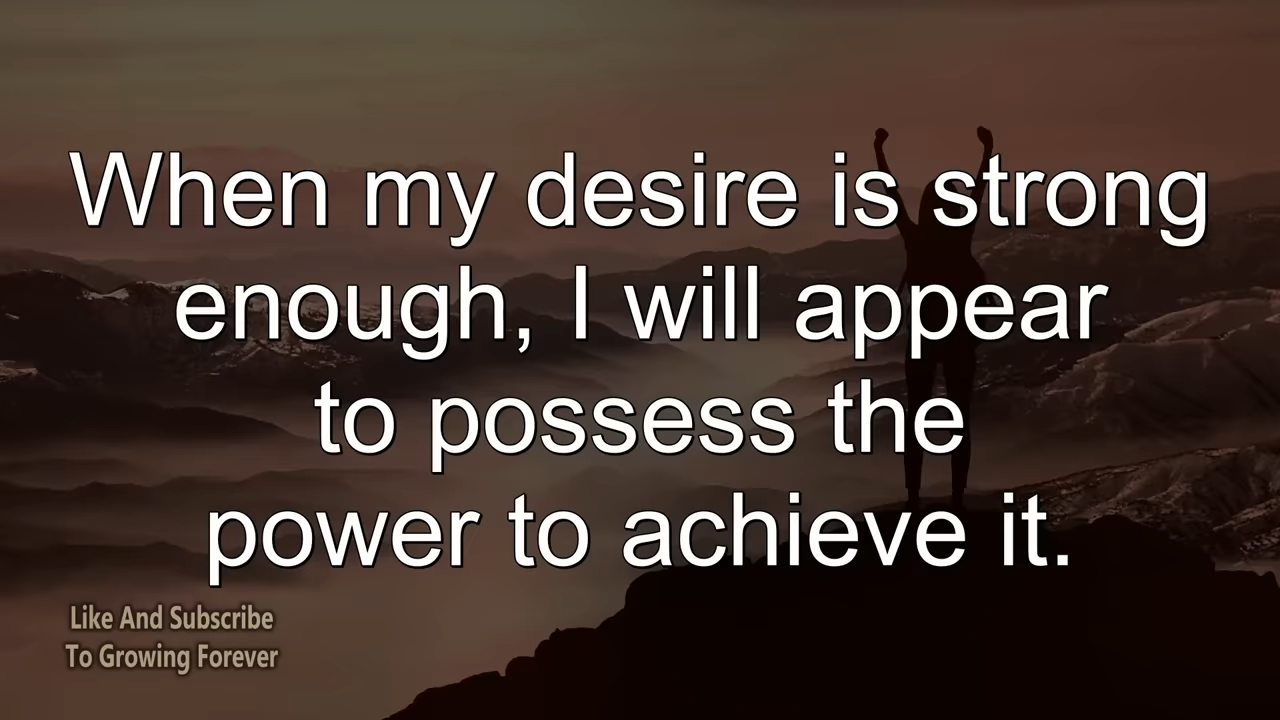 When my desire is strong
enough, I will appear
to possess the
power to achieve it.
Like And Subscribe
To Growing Forever